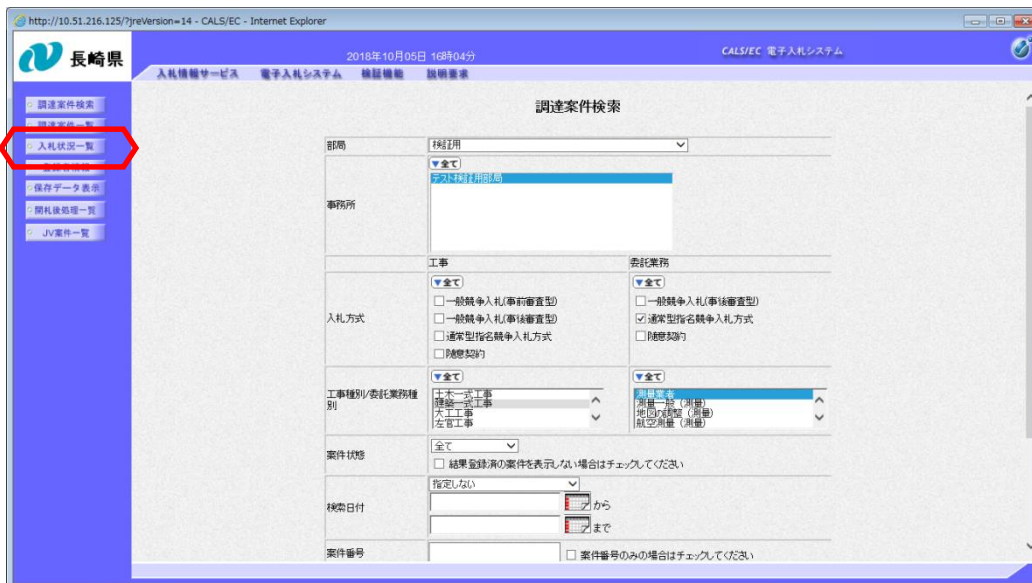 http://10.51.216.125/?jreVersion=14 - CALS/EC - Internet Explorer
長崎県
2018年10月05日 16時04分
CALS/EC 電子入札システム
入札情報サービス 電子入札システム 検証機能 説明要求
調達案件検索
調達案件一覧
入札状況一覧
登録者情報
保存データ表示
開札後処理一覧
JV案件一覧
調達案件検索
部局 検証用
▼全て
テスト検証用部局
事務所
工事 委託業務
▼全て ▼全て
一般競争入札(事前審査型) 一般競争入札(事後審査型)
入札方式 一般競争入札(事後審査型) 通常型指名競争入札方式
通常型指名競争入札方式 随意契約
随意契約
▼全て ▼全て
工事種別/委託業務種別
土木一式工事 測量業者
建築一式工事 測量一般(測量)
大工工事 地図の調整(測量)
左官工事 航空測量(測量)
案件状態 全て
結果登録済の案件を表示しない場合はチェックしてください
指定しない
検索日付 から
まで
案件番号 案件番号のみの場合はチェックしてください